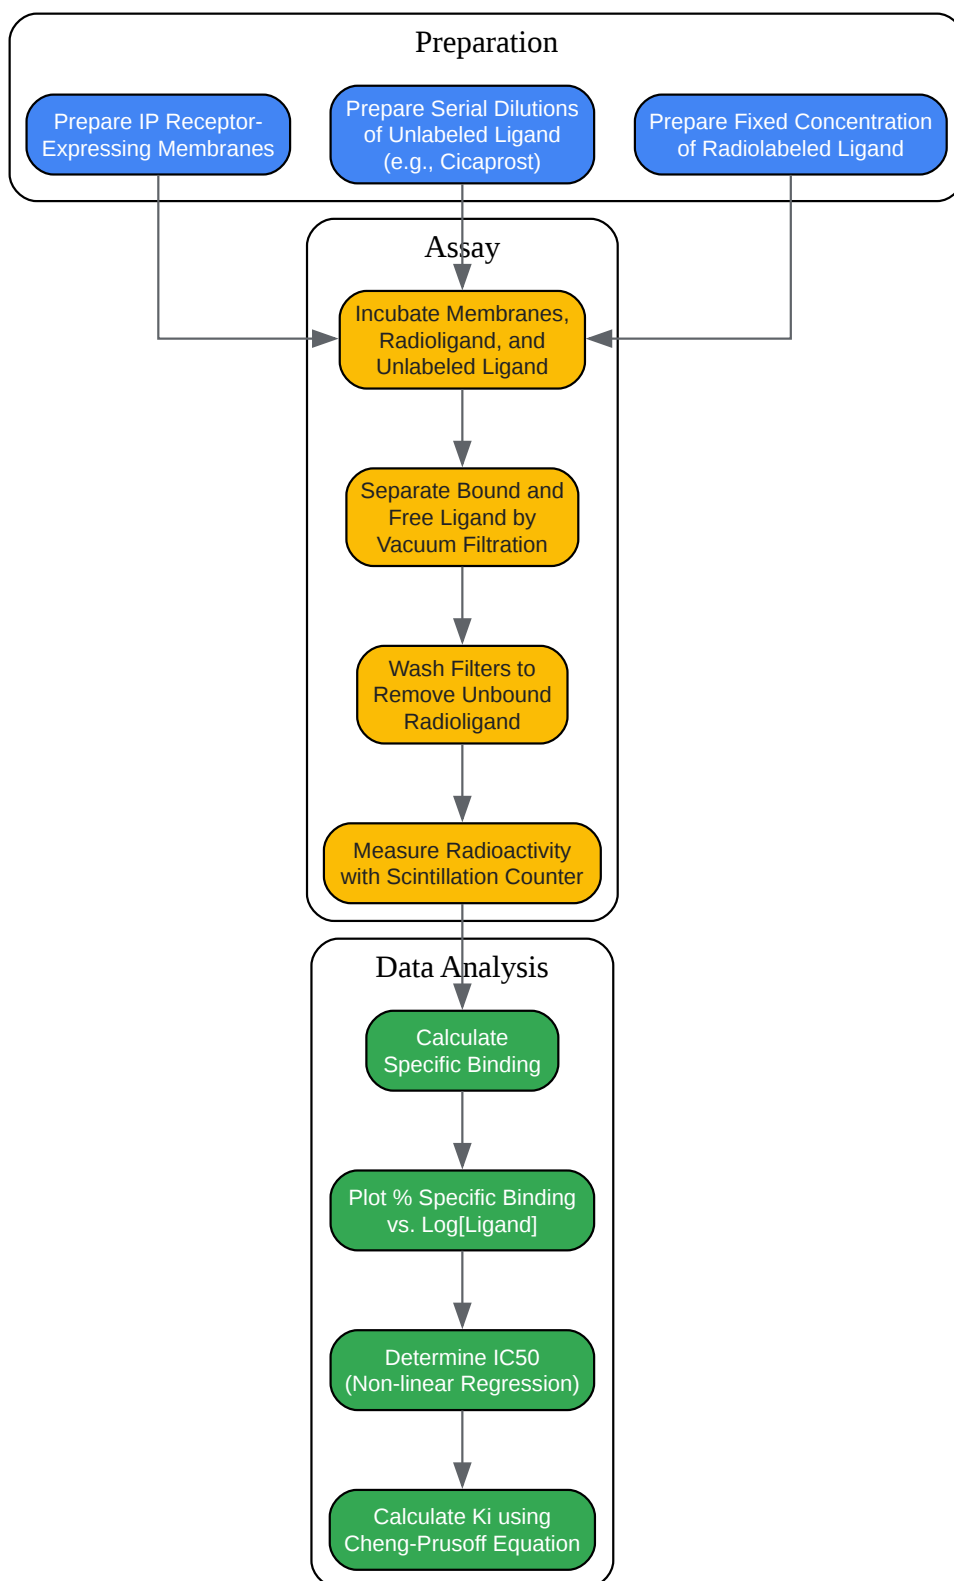 Preparation
Prepare IP Receptor-
Expressing Membranes
Prepare Serial Dilutions
of Unlabeled Ligand
(e.g., Cicaprost)
Prepare Fixed Concentration
of Radiolabeled Ligand
Assay
Incubate Membranes,
Radioligand, and
Unlabeled Ligand
Separate Bound and
Free Ligand by
Vacuum Filtration
Wash Filters to
Remove Unbound
Radioligand
Measure Radioactivity
with Scintillation Counter
Data Analysis
Calculate
Specific Binding
Plot % Specific Binding
vs. Log[Ligand]
Determine IC50
(Non-linear Regression)
Calculate Ki using
Cheng-Prusoff Equation